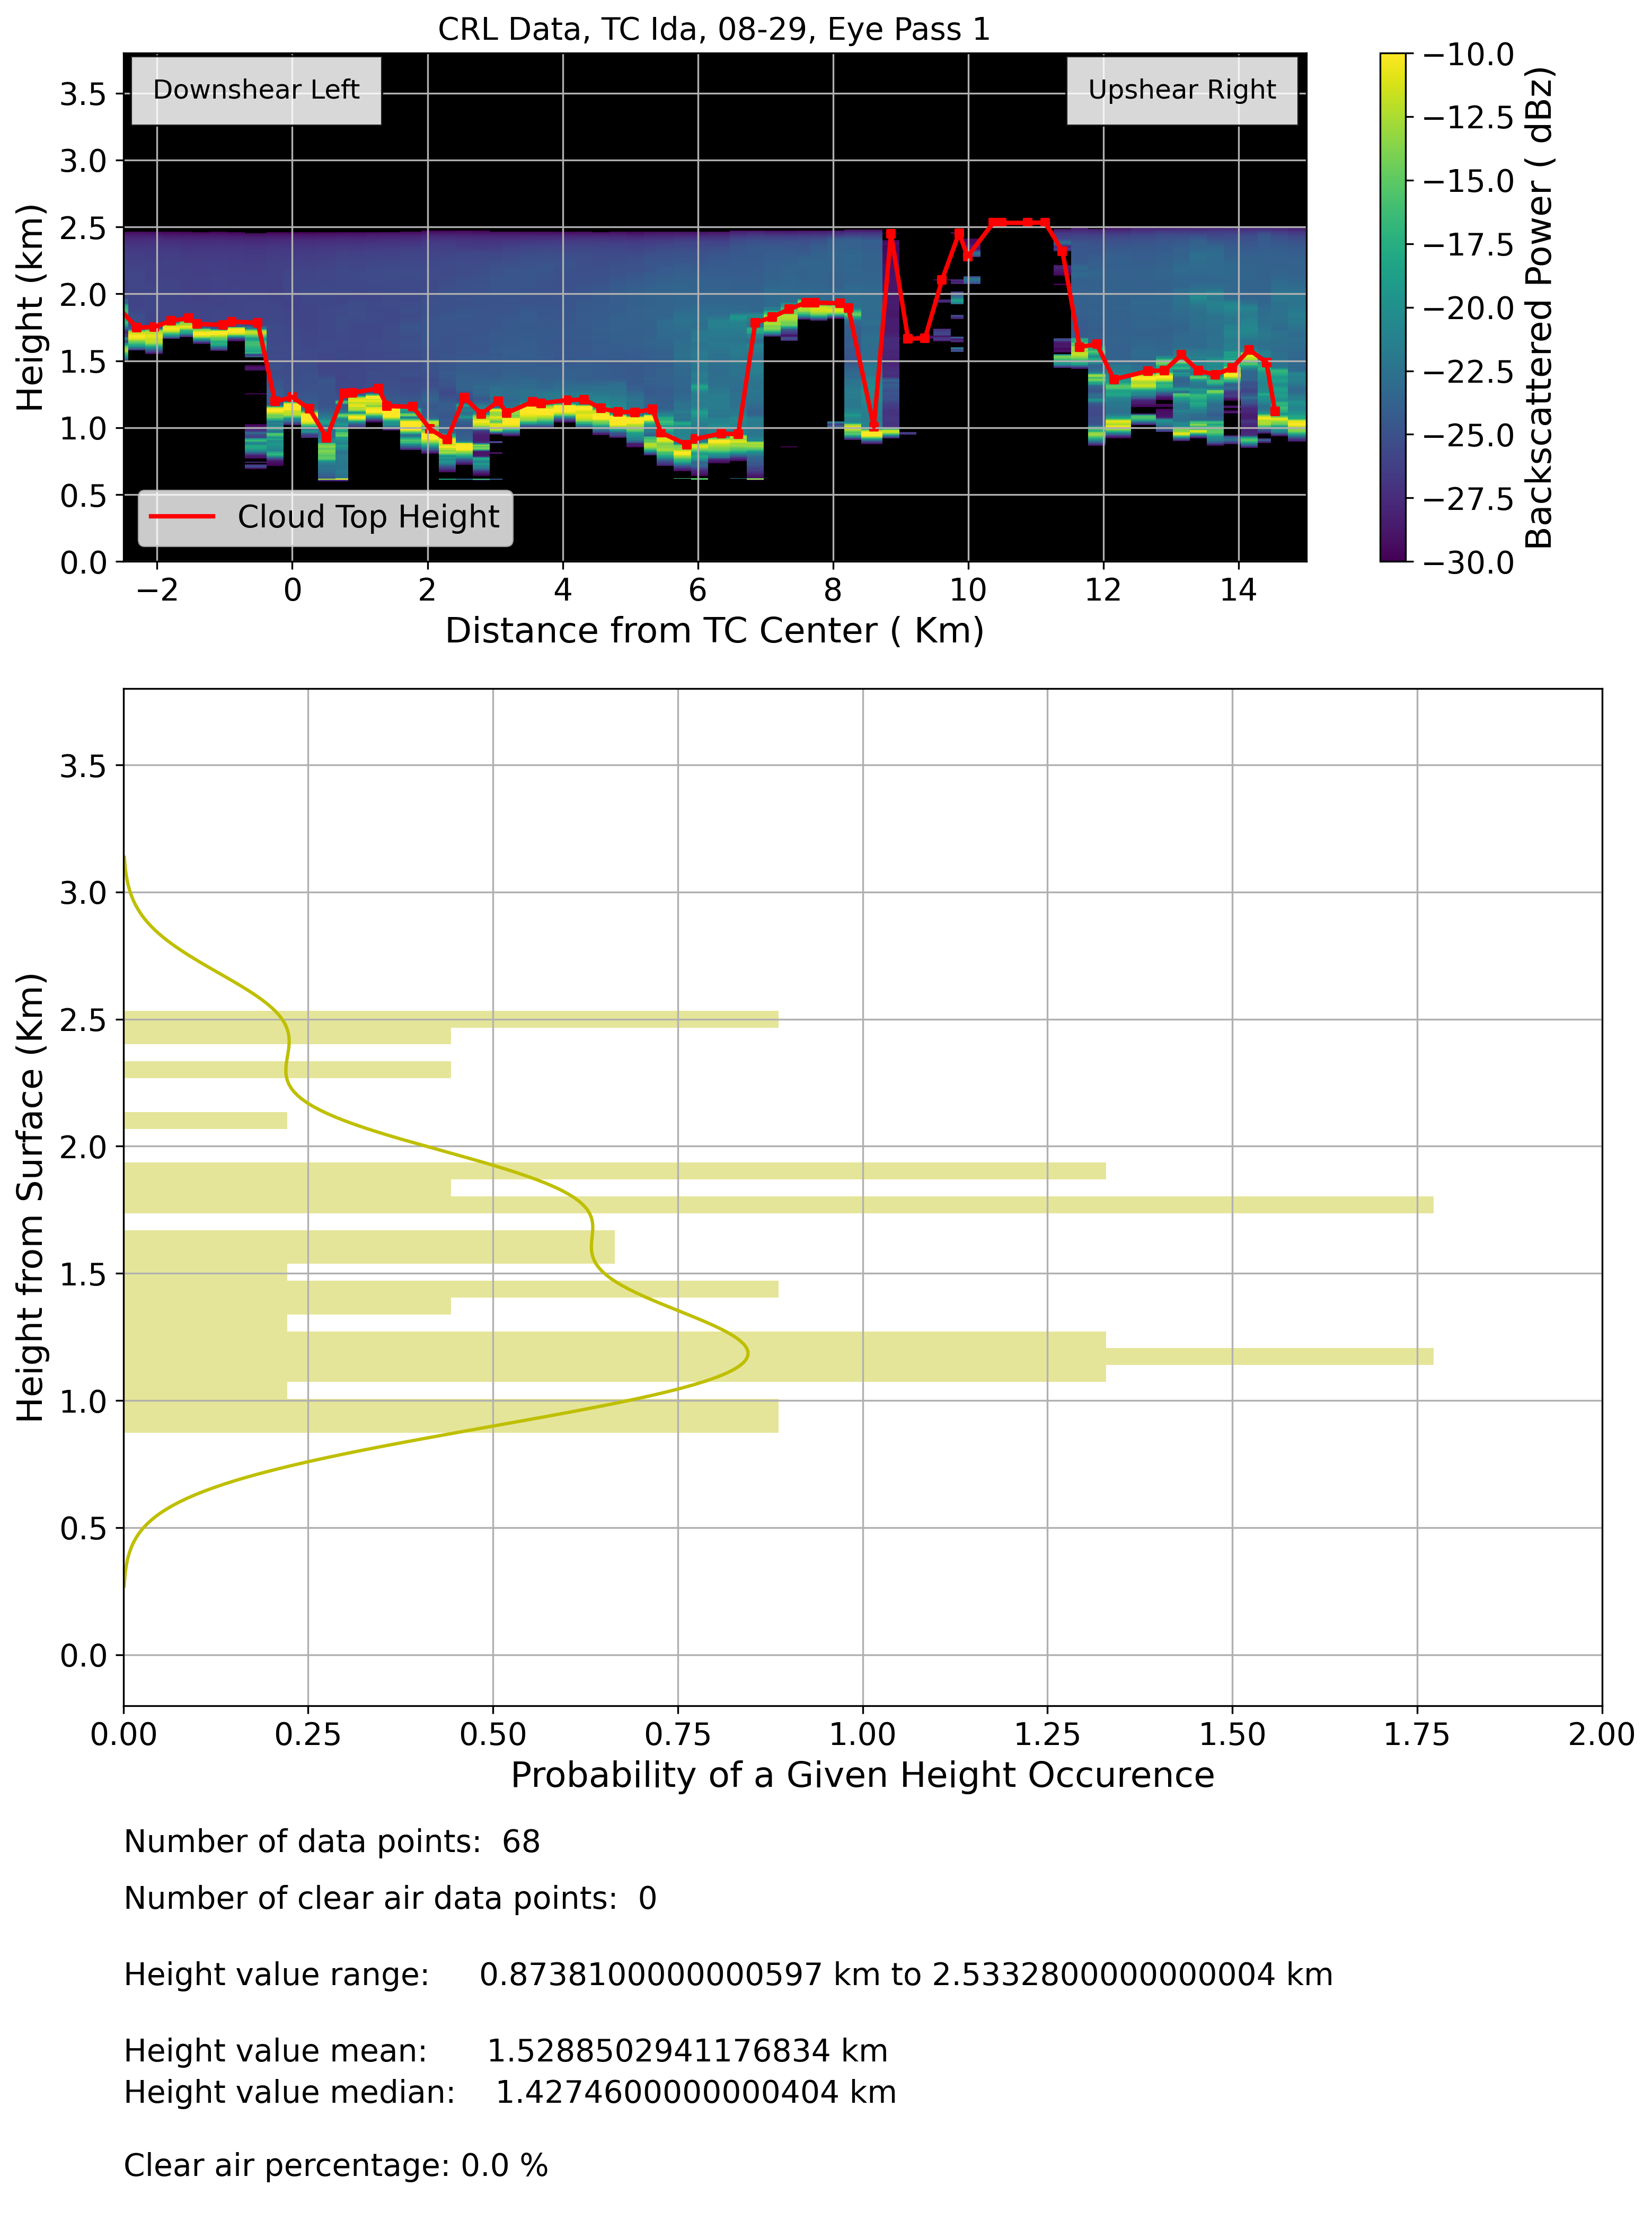 CRL Data, TC Ida, 08-29, Eye Pass 1
Downshear Left
Upshear Right
3.5
3.0
2.5
2.0
1.5
1.0
0.5
0.0
Height (km)
Cloud Top Height
−2 0 2 4 6 8 10 12 14
Distance from TC Center ( Km)
−10.0
−12.5
−15.0
−17.5
−20.0
−22.5
−25.0
−27.5
−30.0
Backscattered Power ( dBz)
3.5
3.0
2.5
2.0
1.5
1.0
0.5
0.0
Height from Surface (Km)
0.00 0.25 0.50 0.75 1.00 1.25 1.50 1.75 2.00
Probability of a Given Height Occurence
Number of data points:  68
Number of clear air data points:  0
Height value range:     0.8738100000000597 km to 2.5332800000000004 km
Height value mean:      1.5288502941176834 km
Height value median:    1.4274600000000404 km
Clear air percentage: 0.0 %